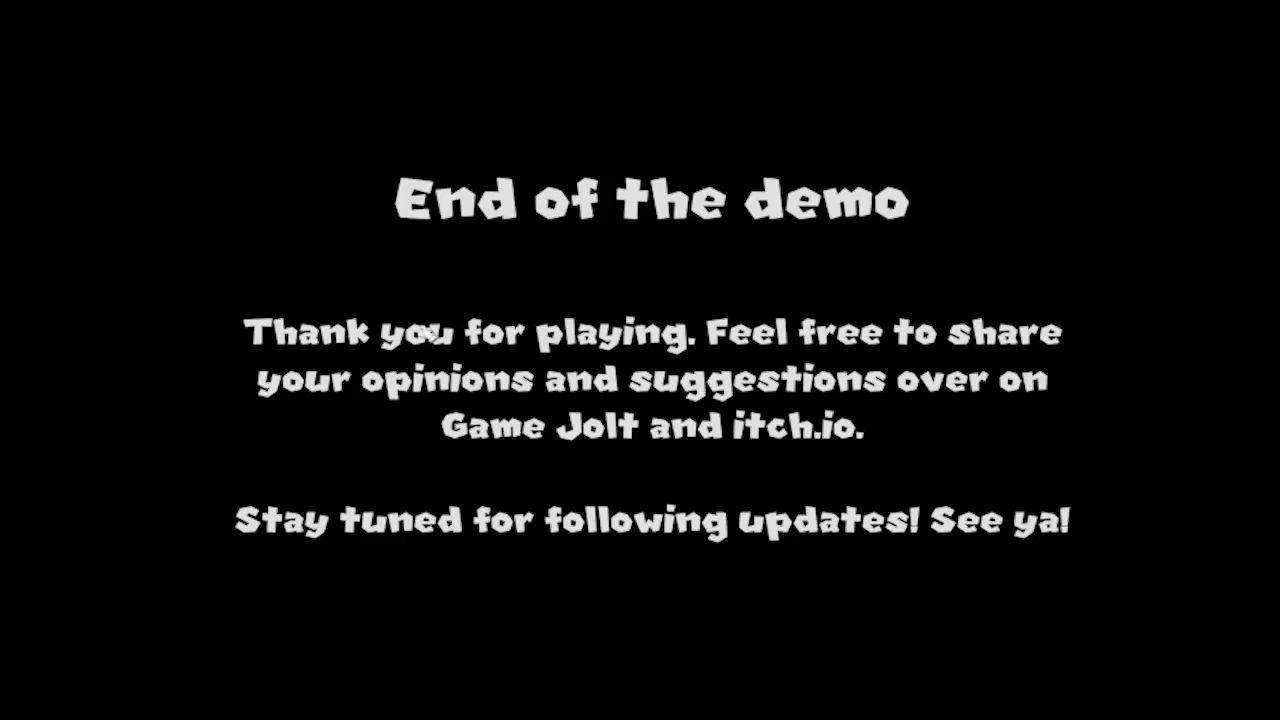 End of the demo
Thank you for playing. Feel free to share
your opinions and suggestions over on
Game Jolt and itch.io.
Stay tuned for following updates! See ya!